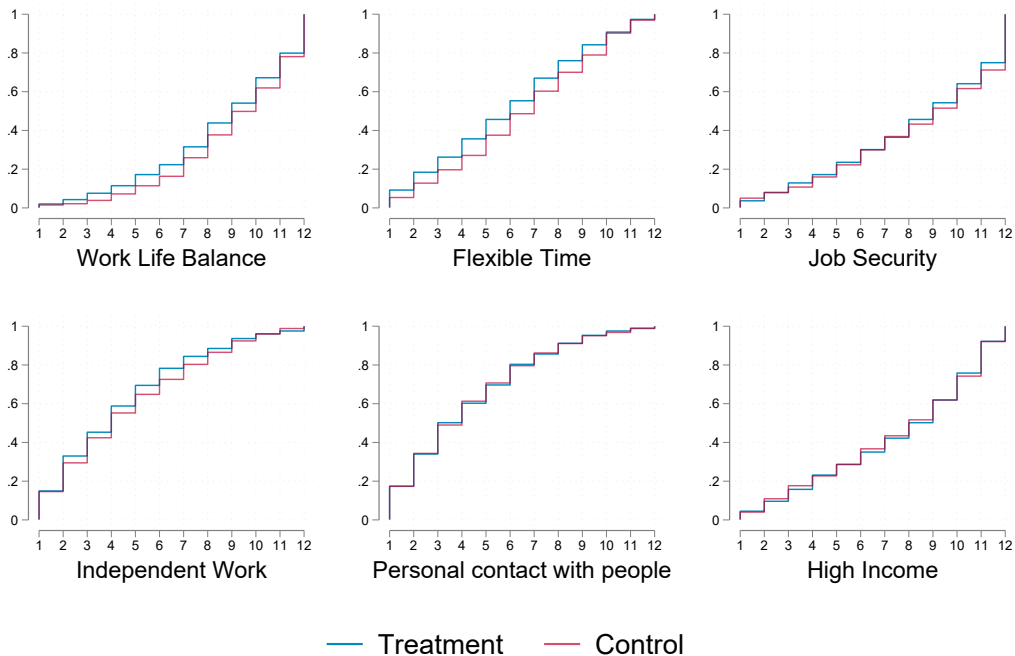 1
.8
.6
.4
.2
0
1 2 3 4 5 6 7 8 9 10 11 12
Work Life Balance
1
.8
.6
.4
.2
0
1 2 3 4 5 6 7 8 9 10 11 12
Flexible Time
1
.8
.6
.4
.2
0
1 2 3 4 5 6 7 8 9 10 11 12
Job Security
1
.8
.6
.4
.2
0
1 2 3 4 5 6 7 8 9 10 11 12
Independent Work
1
.8
.6
.4
.2
0
1 2 3 4 5 6 7 8 9 10 11 12
Personal contact with people
1
.8
.6
.4
.2
0
1 2 3 4 5 6 7 8 9 10 11 12
High Income
Treatment Control